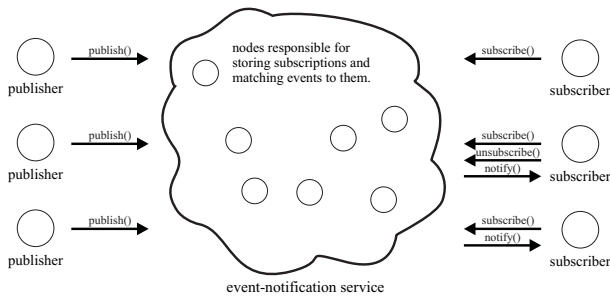 nodes responsible for
storing subscriptions and
matching events to them.
publish()
publisher
publish()
publisher
publish()
publisher
subscribe()
subscriber
subscribe()
unsubscribe()
notify()
subscriber
subscribe()
notify()
subscriber
event-notification service